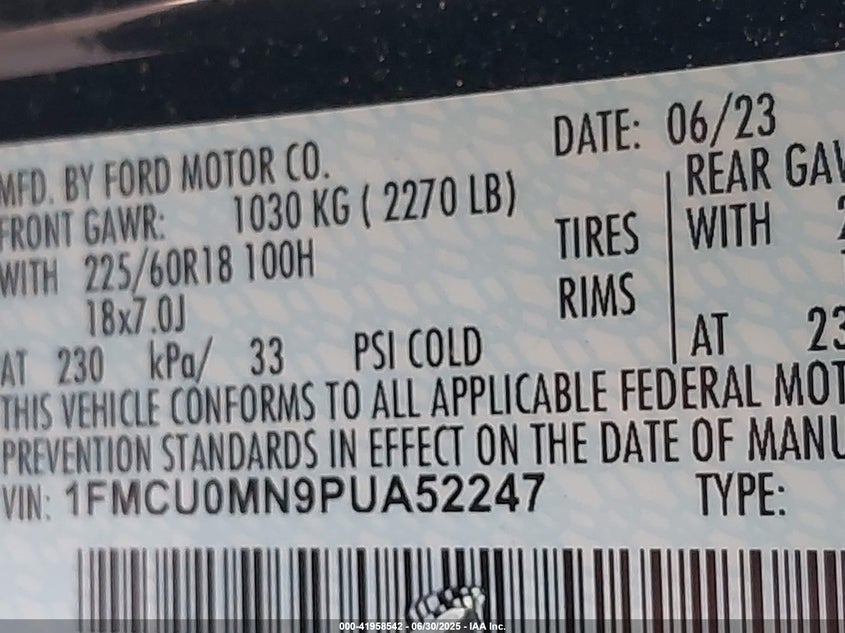 MFD. BY FORD MOTOR CO. DATE: 06/23
FRONT GAWR: 1030 KG ( 2270 LB) REAR GAW
WITH 225/60R18 100H TIRES WITH
18x7.0J RIMS
AT 230 kPa/ 33 PSI COLD AT 23
THIS VEHICLE CONFORMS TO ALL APPLICABLE FEDERAL MOT
PREVENTION STANDARDS IN EFFECT ON THE DATE OF MANU
VIN: 1FMCU0MN9PUA52247 TYPE:
000-41958542 - 06/30/2025 - IAA Inc.